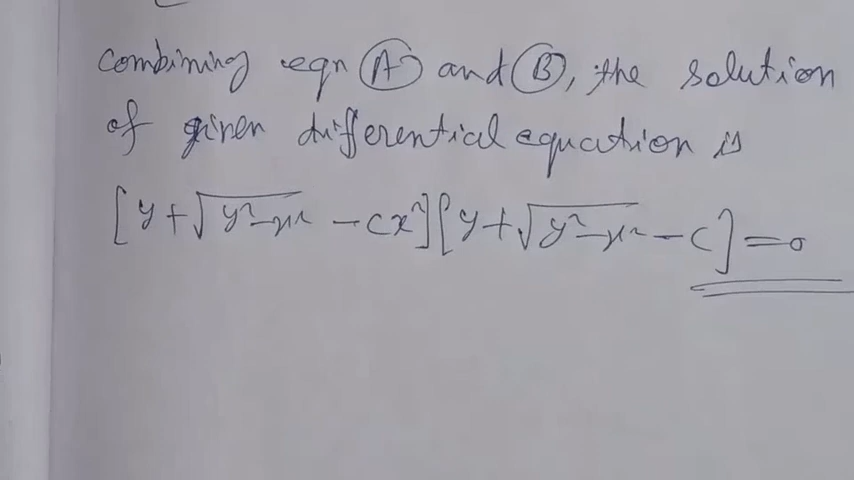 combining eqn (A) and (B), the solution
of given differential equation is
[y + √(y² - x²) - cx²][y + √(y² - x²) - c] = 0